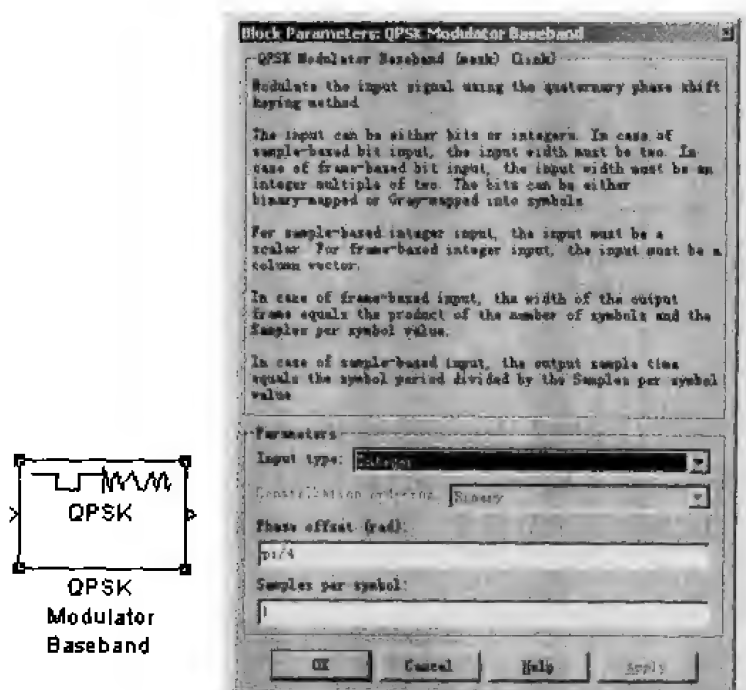 Block Parameters: QPSK Modulator Baseband
QPSK Modulator Baseband (mask) (link)
Modulate the input signal using the quaternary phase shift
keying method
The input can be either bits or integers. In case of
sample-based bit input, the input width must be two. In
case of frame-based bit input, the input width must be an
integer multiple of two. The bits can be either
binary-mapped or Gray-mapped into symbols
For sample-based integer input, the input must be a
scalar. For frame-based integer input, the input must be a
column vector.
In case of frame-based input, the width of the output
frame equals the product of the number of symbols and the
Samples per symbol value.
In case of sample-based input, the output sample time
equals the symbol period divided by the Samples per symbol
value
Parameters
Input type: Integer
Constellation ordering: Binary
Phase offset (rad):
pi/4
Samples per symbol:
1
OK Cancel Help Apply
QPSK
QPSK
Modulator
Baseband